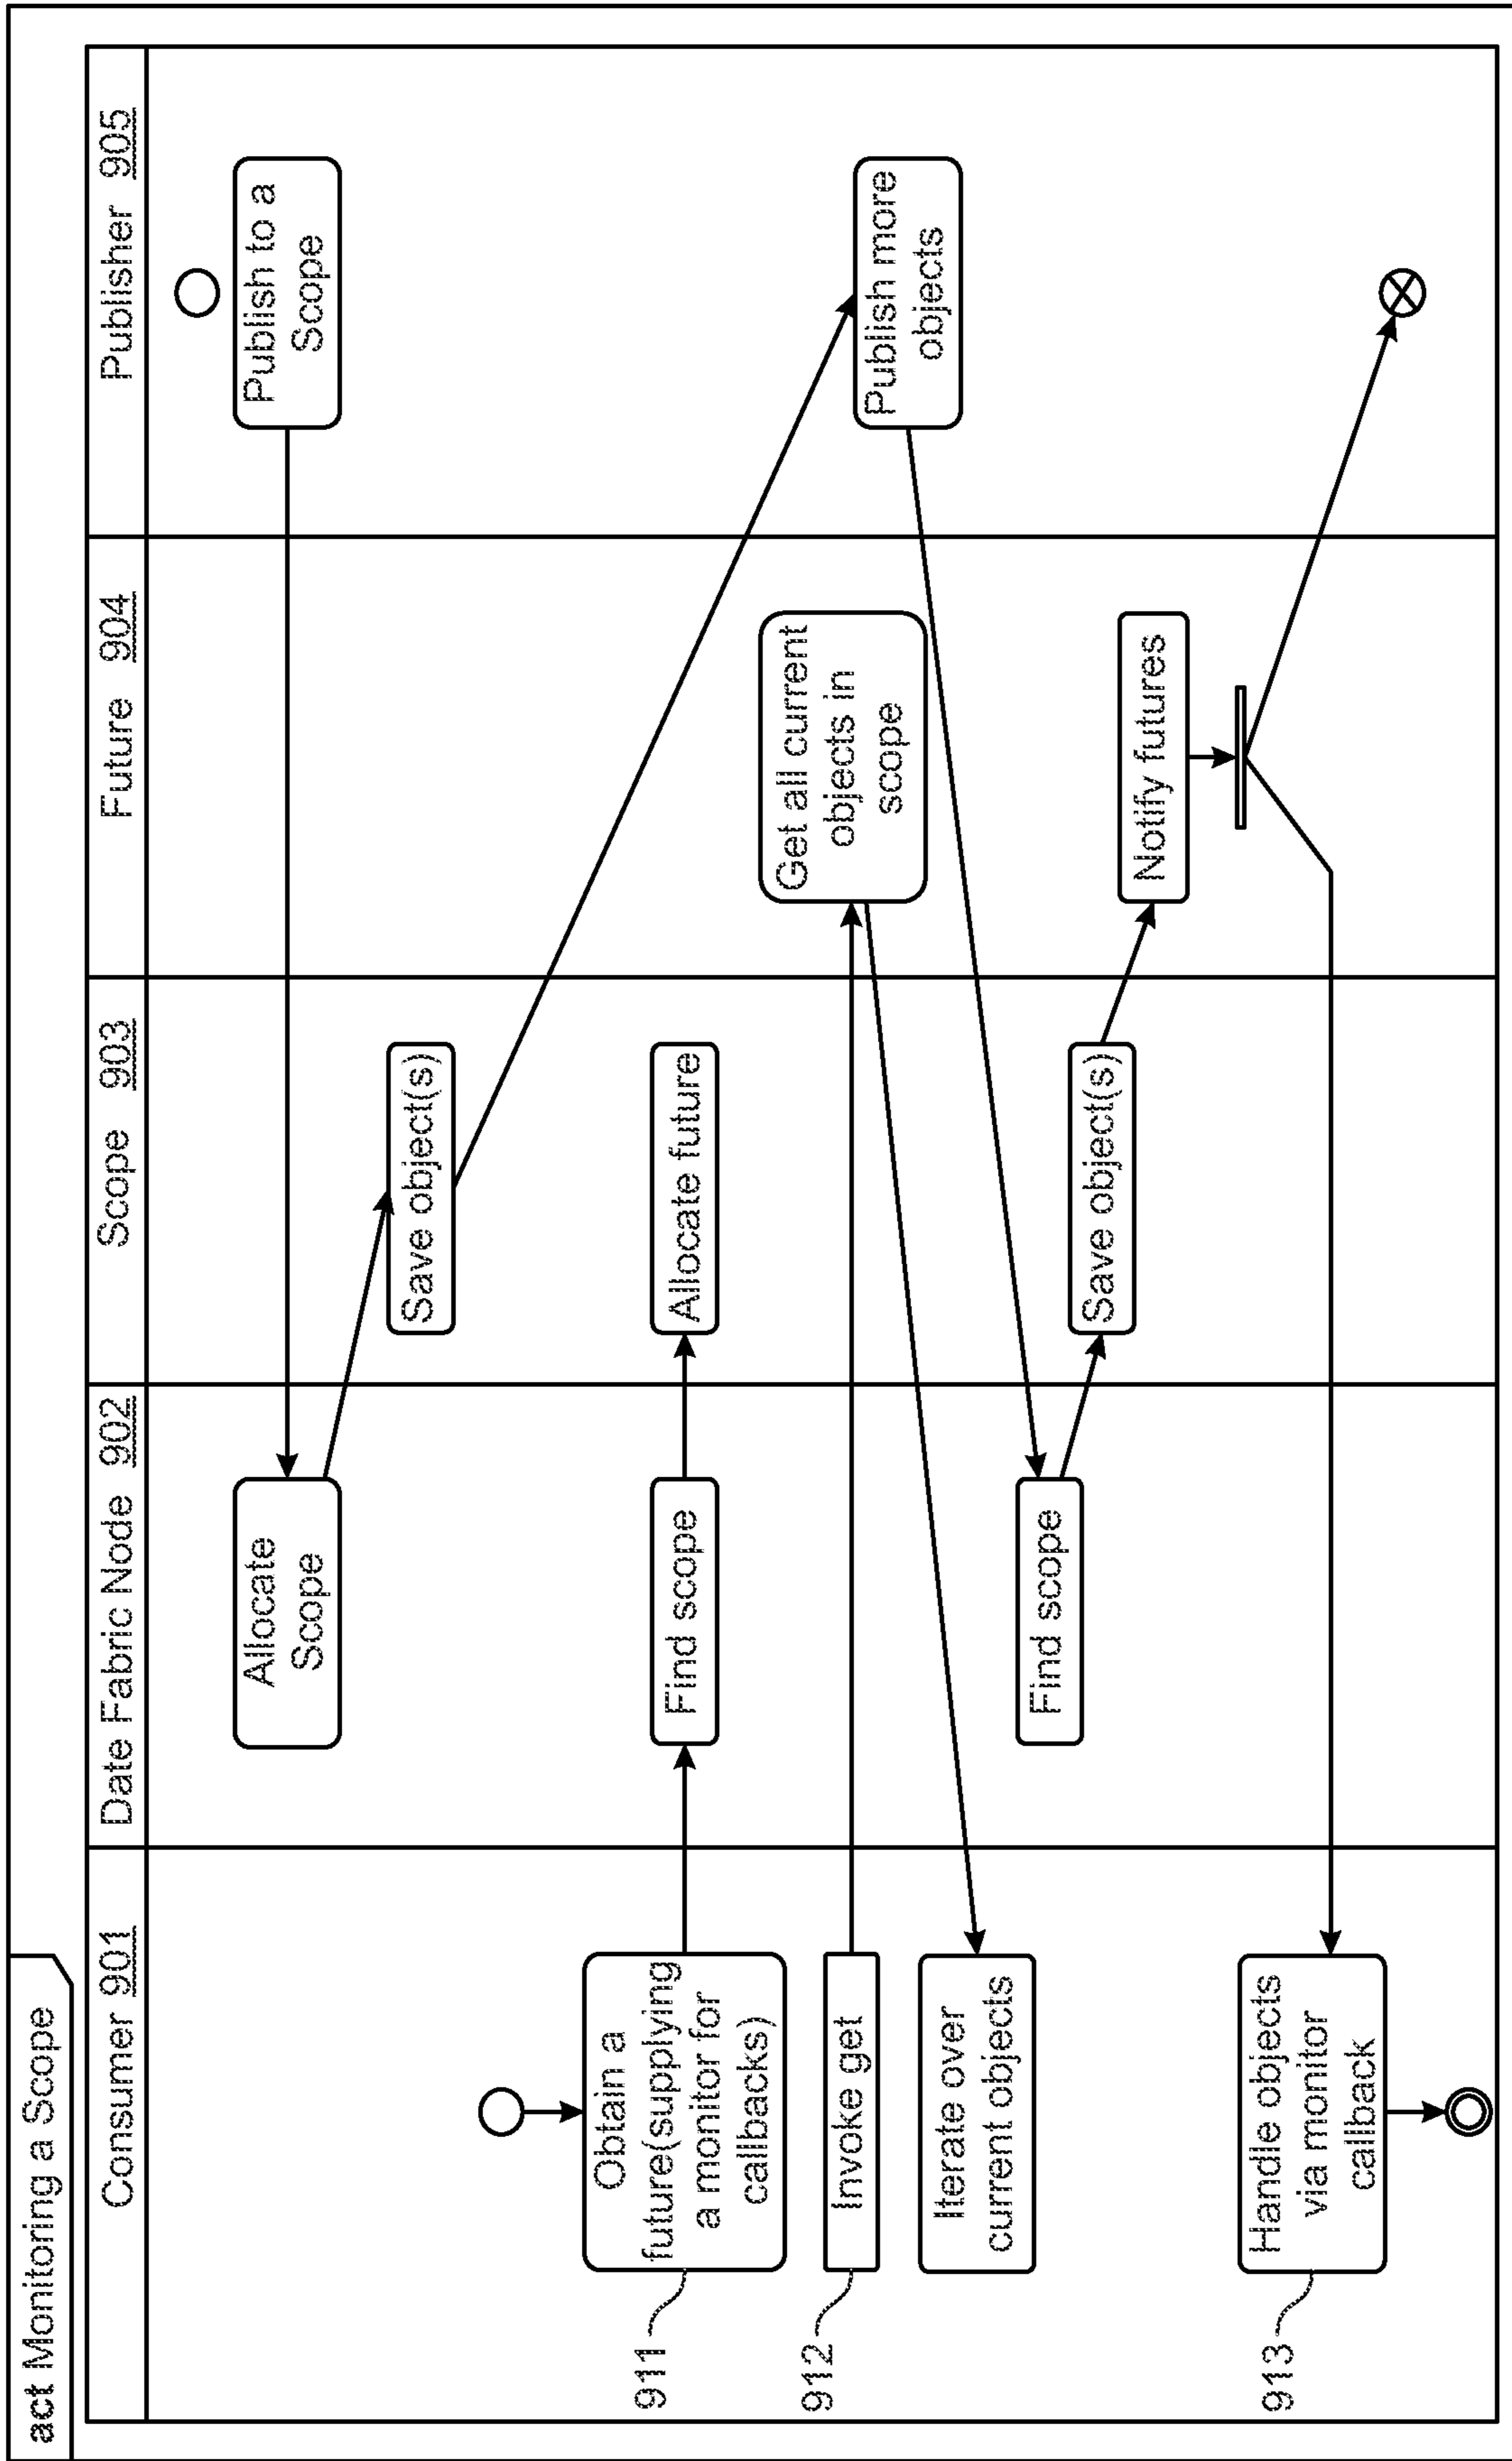 act Monitoring a Scope
Consumer 901
Date Fabric Node 902
Scope 903
Future 904
Publisher 905
Publish to a
Scope
Allocate
Scope
Save object(s)
Obtain a
future(supplying
a monitor for
callbacks)
911
Find scope
Allocate future
Invoke get
912
Get all current
objects in
scope
Publish more
objects
Iterate over
current objects
Find scope
Save object(s)
Notify futures
Handle objects
via monitor
callback
913